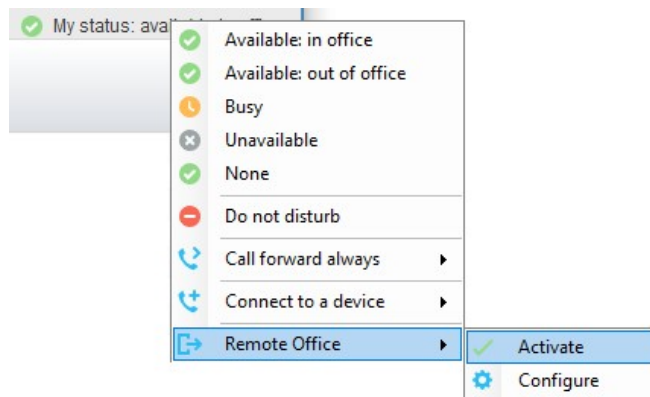 My status: ava
Available: in office
Available: out of office
Busy
Unavailable
None
Do not disturb
Call forward always
Connect to a device
Remote Office
Activate
Configure